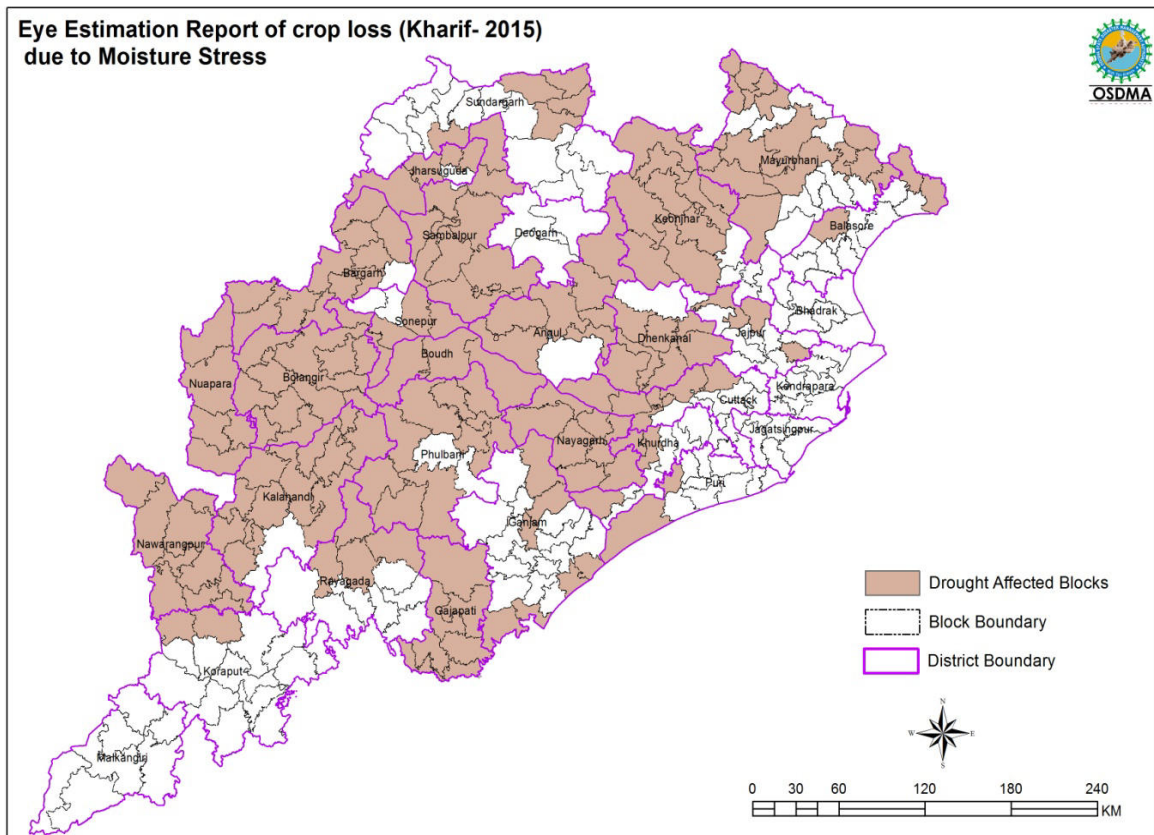 Eye Estimation Report of crop loss (Kharif- 2015)
due to Moisture Stress
OSDMA
Sundargarh
Jharsuguda
Mayurbhanj
Keonjhar
Sambalpur
Deogarh
Balasore
Bargarh
Sonepur
Angul
Bhadrak
Jajpur
Dhenkanal
Boudh
Nuapara
Bolangir
Kendrapara
Cuttack
Jagatsingpur
Nayagarh
Khurdha
Phulbani
Puri
Kalahandi
Ganjam
Nawarangpur
Rayagada
Gajapati
Koraput
Malkangiri
Drought Affected Blocks
Block Boundary
District Boundary
N
W E
S
0 30 60 120 180 240
KM